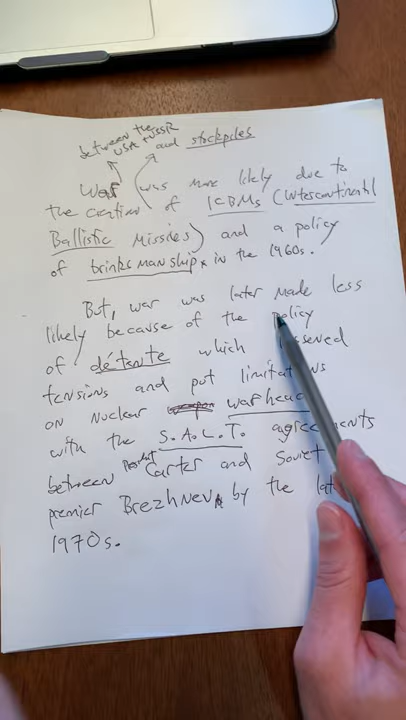 between the
USA + USSR
and stockpiles
War was more likely due to
the creation of ICBMs (Intercontinental
Ballistic Missiles) and a policy
of brinksmanship x in the 1960s.
But, war was later made less
likely because of the policy
of détente which lessened
tensions and put limitations
on nuclear warhea
with the S.A.L.T. agreements
between President Carter and Soviet
premier Brezhnev by the lat
1970s.